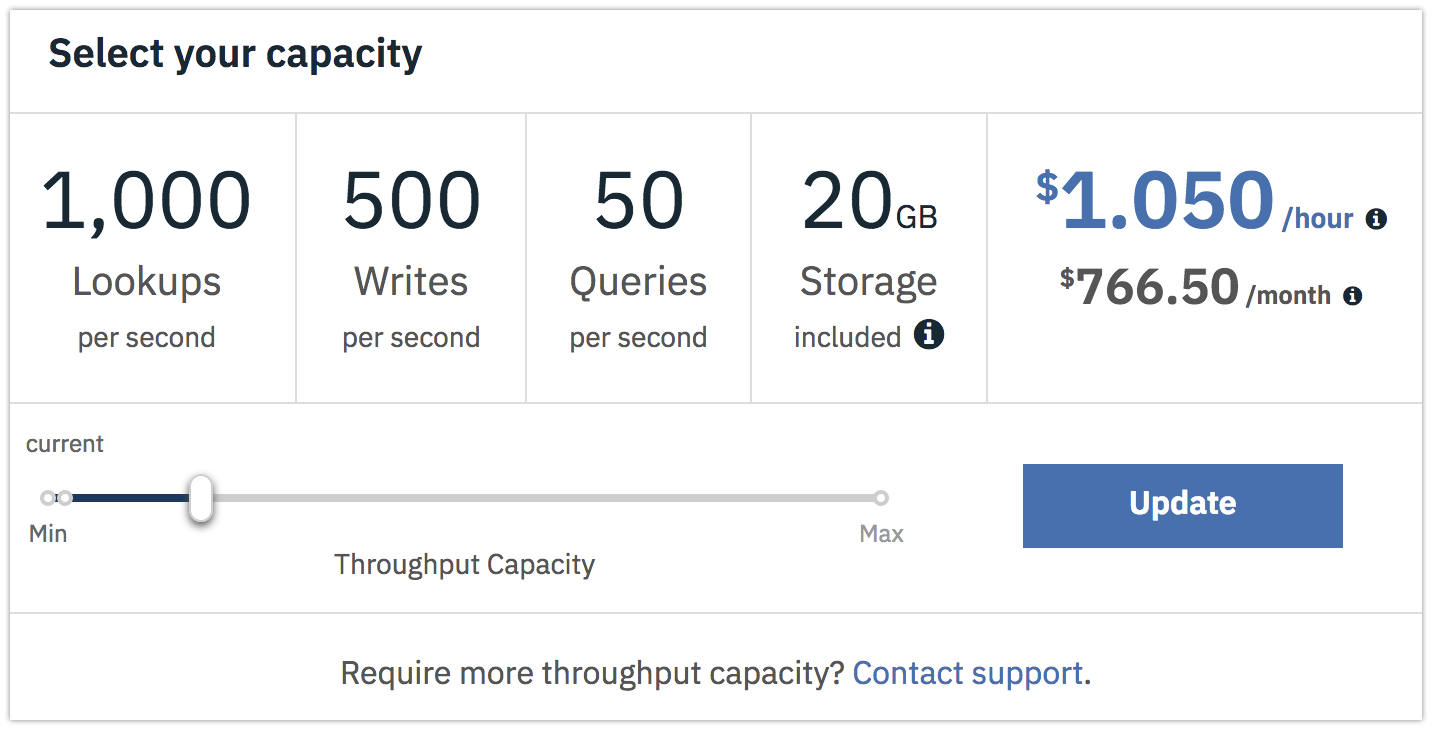 Select your capacity
1,000
Lookups
per second
500
Writes
per second
50
Queries
per second
20GB
Storage
included
$1.050 /hour
$766.50 /month
current
Min
Max
Throughput Capacity
Update
Require more throughput capacity? Contact support.